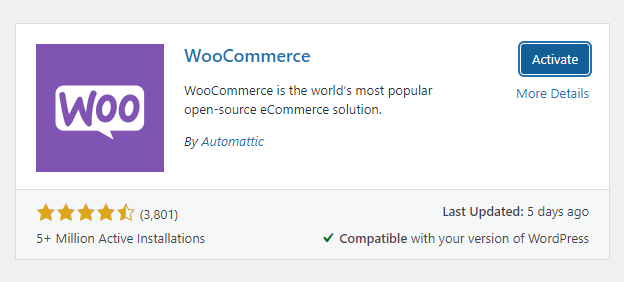 WOO
WooCommerce
Activate
WooCommerce is the world's most popular
open-source eCommerce solution.
More Details
By Automattic
(3,801)
Last Updated: 5 days ago
5+ Million Active Installations
Compatible with your version of WordPress